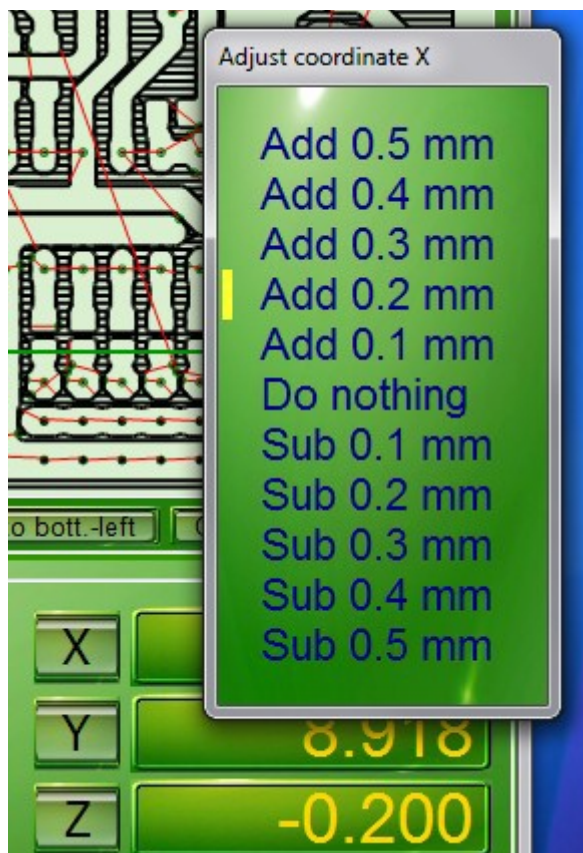 Adjust coordinate X
Add 0.5 mm
Add 0.4 mm
Add 0.3 mm
Add 0.2 mm
Add 0.1 mm
Do nothing
Sub 0.1 mm
Sub 0.2 mm
Sub 0.3 mm
Sub 0.4 mm
Sub 0.5 mm
o bott.-left
X
Y 8.918
Z -0.200